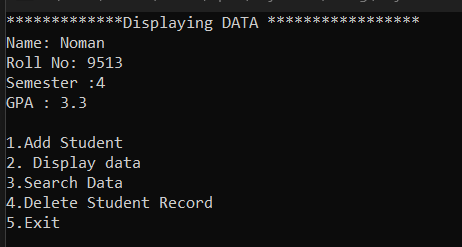 *************Displaying DATA *****************
Name: Noman
Roll No: 9513
Semester :4
GPA : 3.3
1.Add Student
2. Display data
3.Search Data
4.Delete Student Record
5.Exit